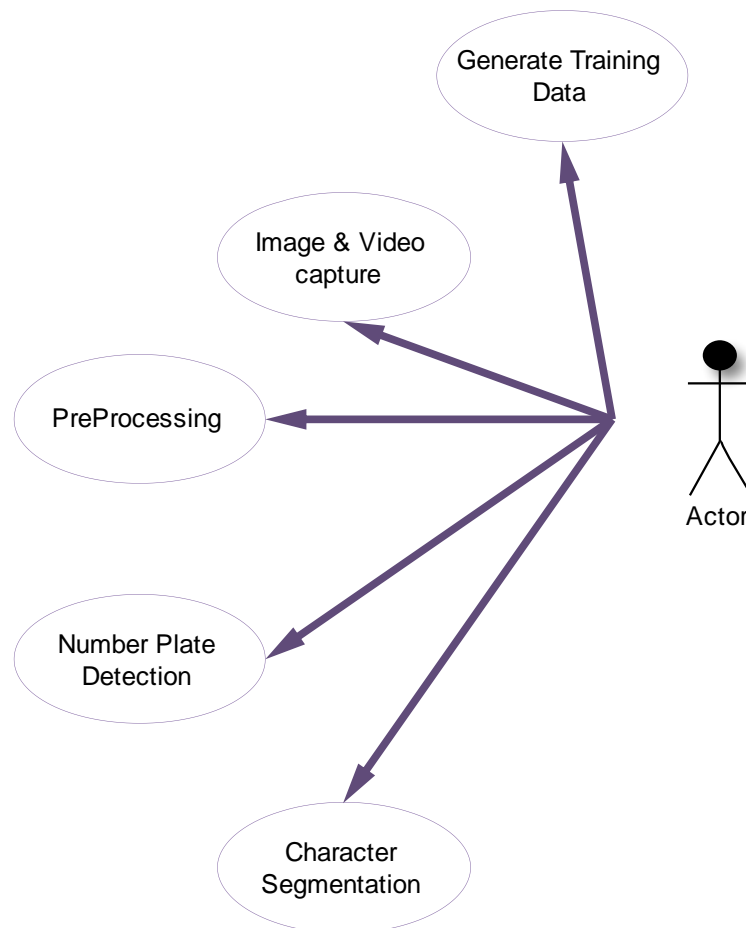 Generate Training
Data
Image & Video
capture
PreProcessing
Actor
Number Plate
Detection
Character
Segmentation